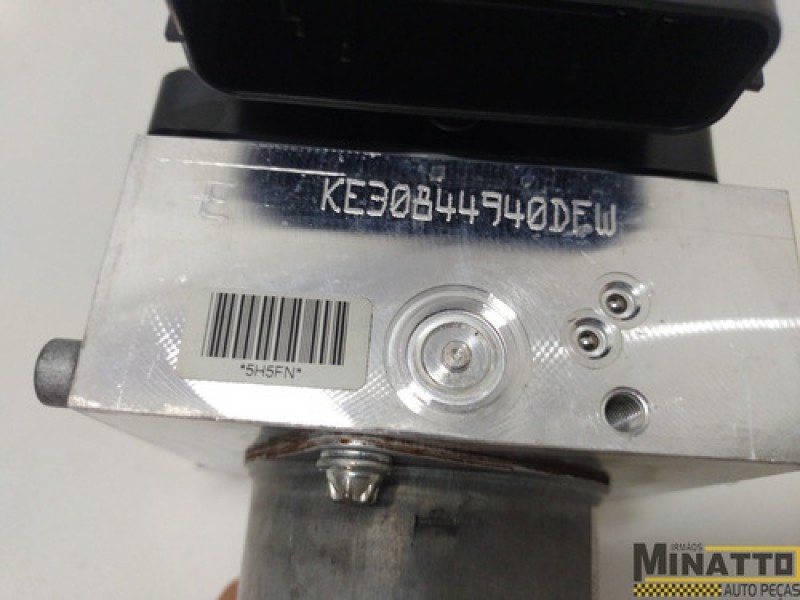 E KE30844940DEW
*5H5FN*
IRMÃOS
MINATTO
AUTO PEÇAS